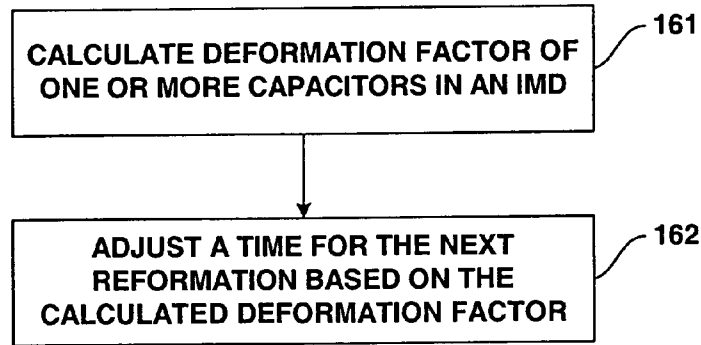 CALCULATE DEFORMATION FACTOR OF
ONE OR MORE CAPACITORS IN AN IMD
161
ADJUST A TIME FOR THE NEXT
REFORMATION BASED ON THE
CALCULATED DEFORMATION FACTOR
162